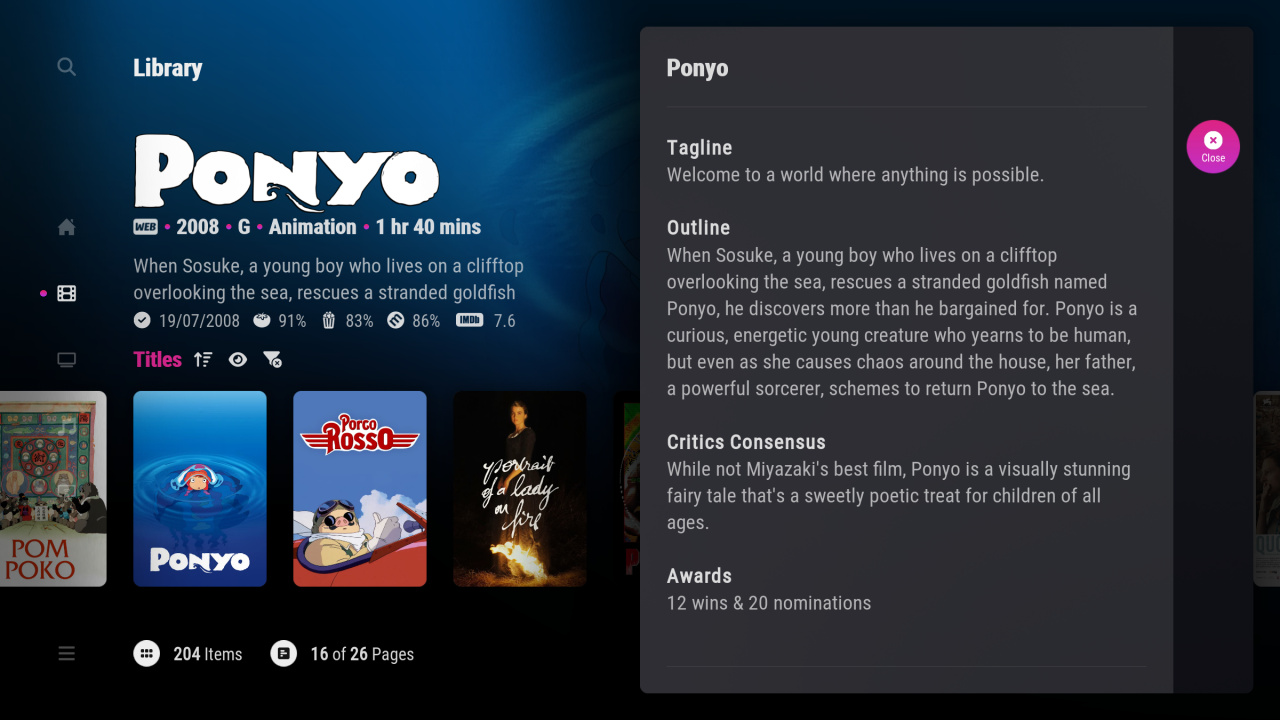 Library
PONYO
WEB • 2008 • G • Animation • 1 hr 40 mins
When Sosuke, a young boy who lives on a clifftop
overlooking the sea, rescues a stranded goldfish
19/07/2008 91% 83% 86% IMDb 7.6
Titles
POM
POKO
PONYO
Porco
Rosso
portrait
of a lady
on
fire
204 Items 16 of 26 Pages
Ponyo
Tagline
Welcome to a world where anything is possible.
Outline
When Sosuke, a young boy who lives on a clifftop
overlooking the sea, rescues a stranded goldfish named
Ponyo, he discovers more than he bargained for. Ponyo is a
curious, energetic young creature who yearns to be human,
but even as she causes chaos around the house, her father,
a powerful sorcerer, schemes to return Ponyo to the sea.
Critics Consensus
While not Miyazaki's best film, Ponyo is a visually stunning
fairy tale that's a sweetly poetic treat for children of all
ages.
Awards
12 wins & 20 nominations
Close